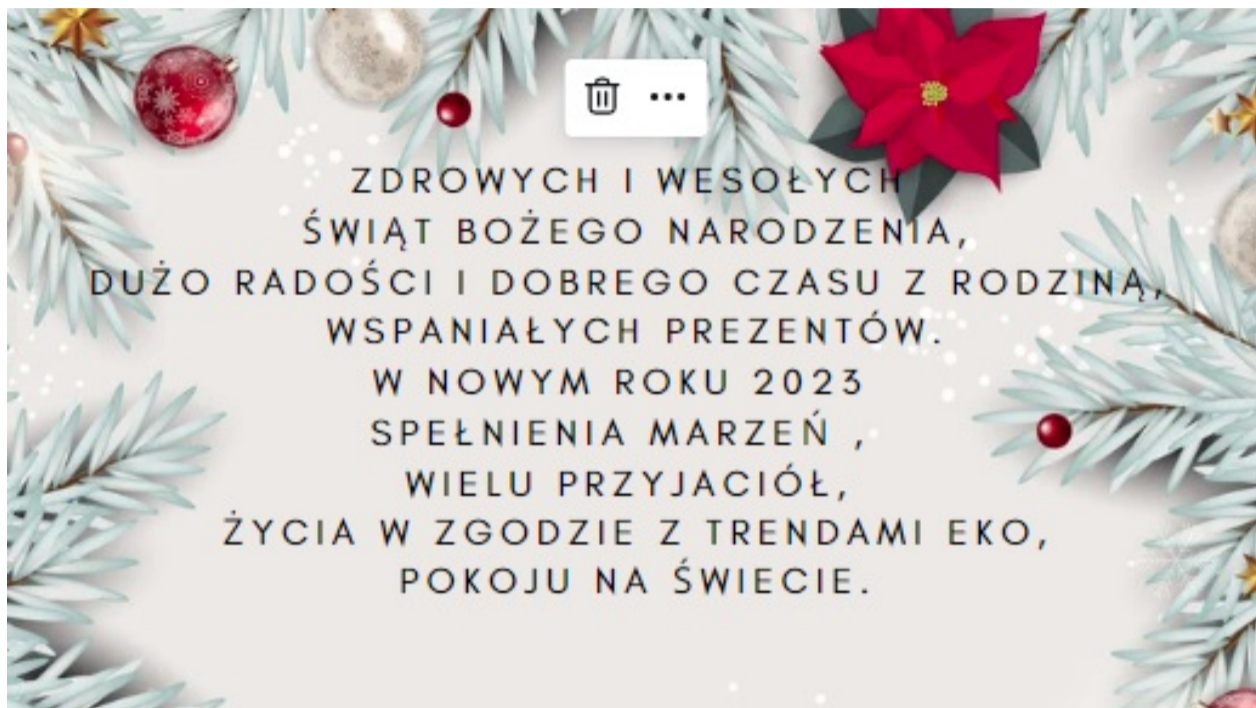 ZDROWYCH I WESOŁYCH
ŚWIĄT BOŻEGO NARODZENIA,
DUŻO RADOŚCI I DOBREGO CZASU Z RODZINĄ,
WSPANIAŁYCH PREZENTÓW.
W NOWYM ROKU 2023
SPEŁNIENIA MARZEŃ ,
WIELU PRZYJACIÓŁ,
ŻYCIA W ZGODZIE Z TRENDAMI EKO,
POKOJU NA ŚWIECIE.